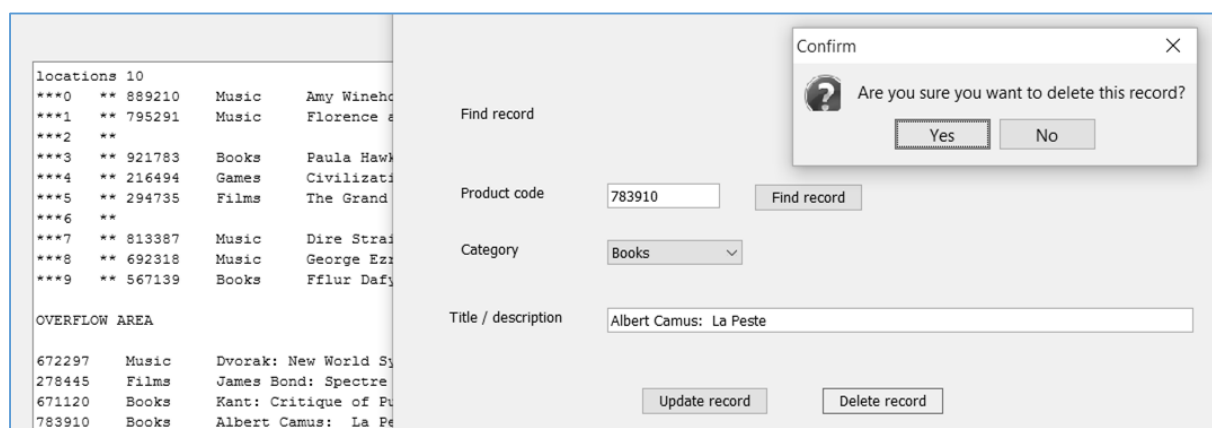 locations 10
***0 ** 889210 Music Amy Wineho
***1 ** 795291 Music Florence a
***2 **
***3 ** 921783 Books Paula Hawk
***4 ** 216494 Games Civilizati
***5 ** 294735 Films The Grand
***6 **
***7 ** 813387 Music Dire Strai
***8 ** 692318 Music George Ezr
***9 ** 567139 Books Fflur Dafy
OVERFLOW AREA
672297 Music Dvorak: New World Sy
278445 Films James Bond: Spectre
671120 Books Kant: Critique of Pu
783910 Books Albert Camus: La Pe
Find record
Product code 783910 Find record
Category Books
Title / description Albert Camus: La Peste
Update record Delete record
Confirm
Are you sure you want to delete this record?
Yes No